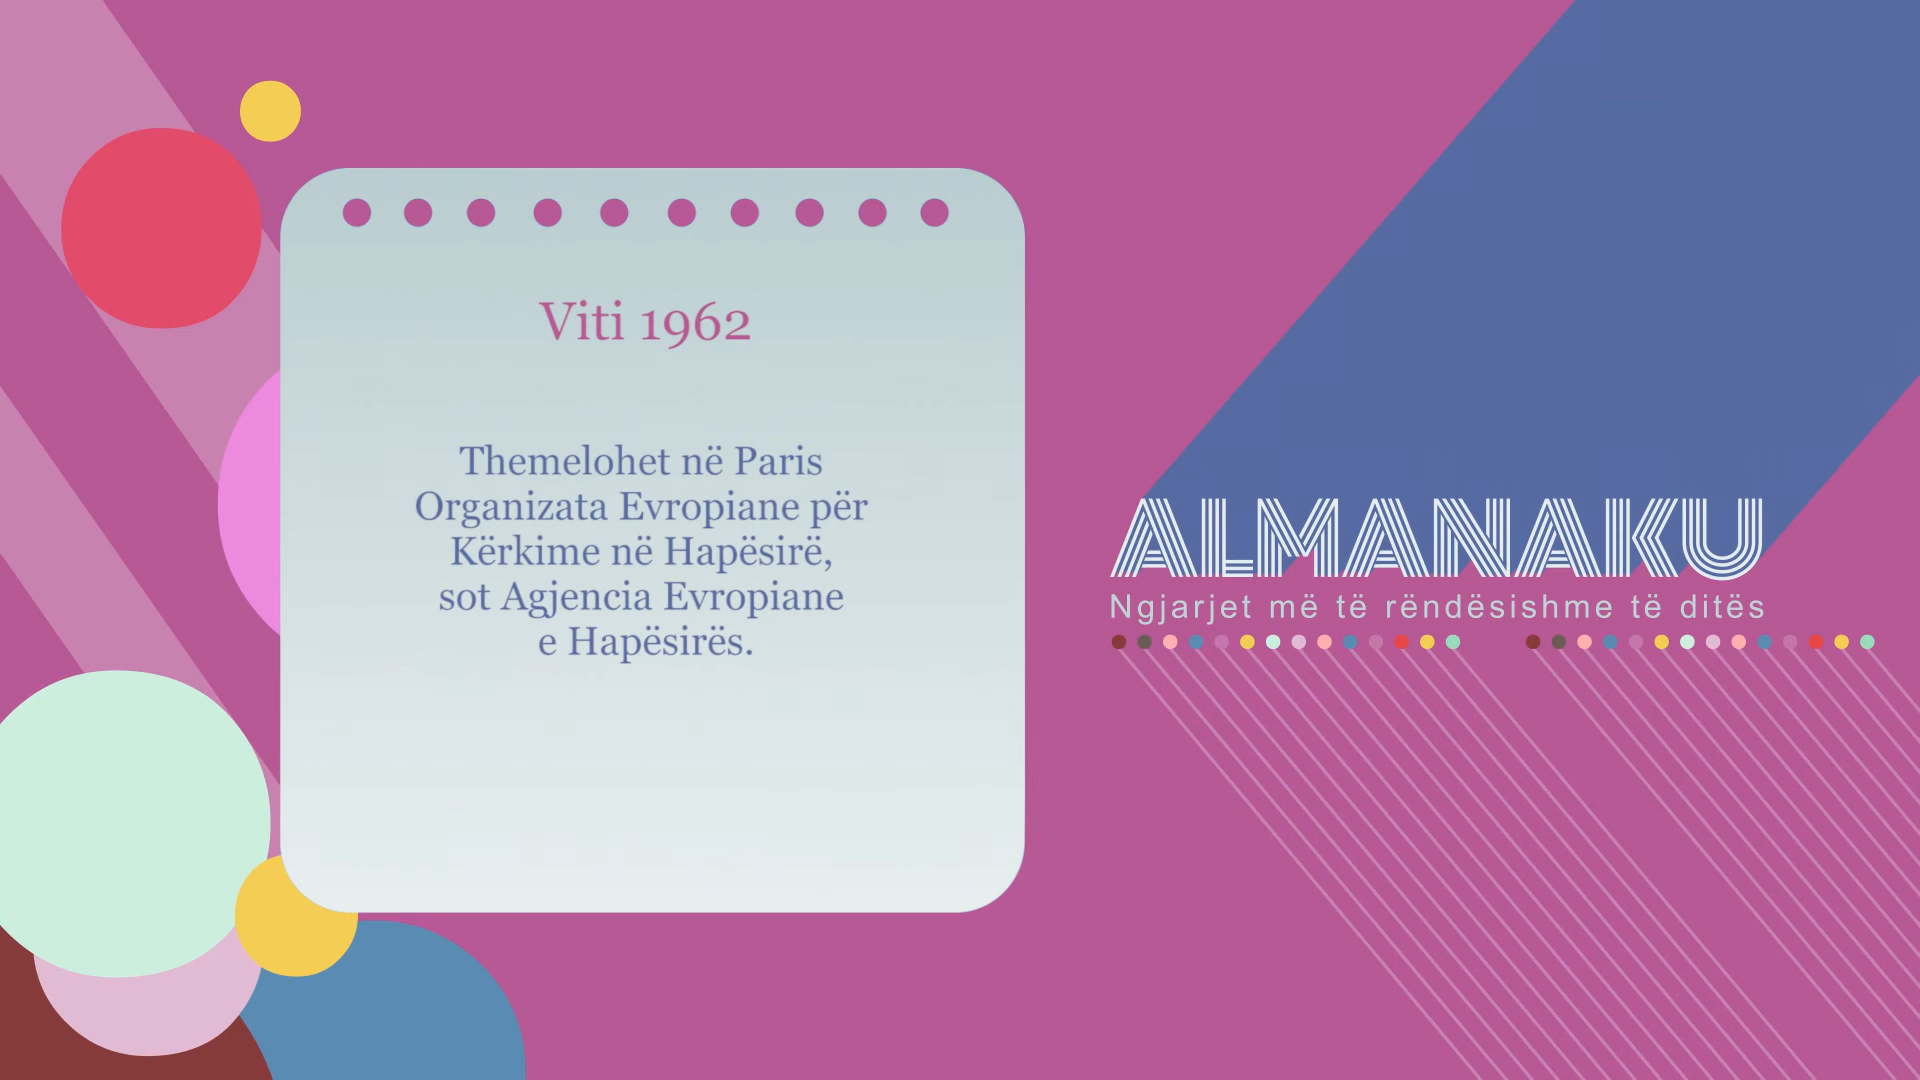 Viti 1962
Themelohet në Paris
Organizata Evropiane për
Kërkime në Hapësirë,
sot Agjencia Evropiane
e Hapësirës.
ALMANAKU
Ngjarjet më të rëndësishme të ditës